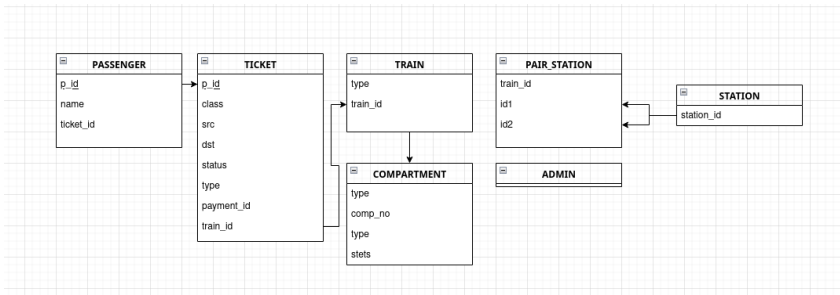 PASSENGER
p_id
name
ticket_id
TICKET
p_id
class
src
dst
status
type
payment_id
train_id
TRAIN
type
train_id
COMPARTMENT
type
comp_no
type
stets
PAIR_STATION
train_id
id1
id2
ADMIN
STATION
station_id